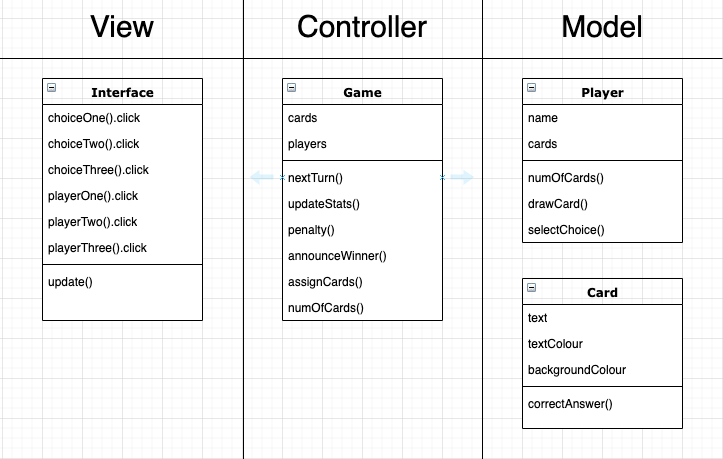 View
Controller
Model
Interface
choiceOne().click
choiceTwo().click
choiceThree().click
playerOne().click
playerTwo().click
playerThree().click
update()
Game
cards
players
nextTurn()
updateStats()
penalty()
announceWinner()
assignCards()
numOfCards()
Player
name
cards
numOfCards()
drawCard()
selectChoice()
Card
text
textColour
backgroundColour
correctAnswer()